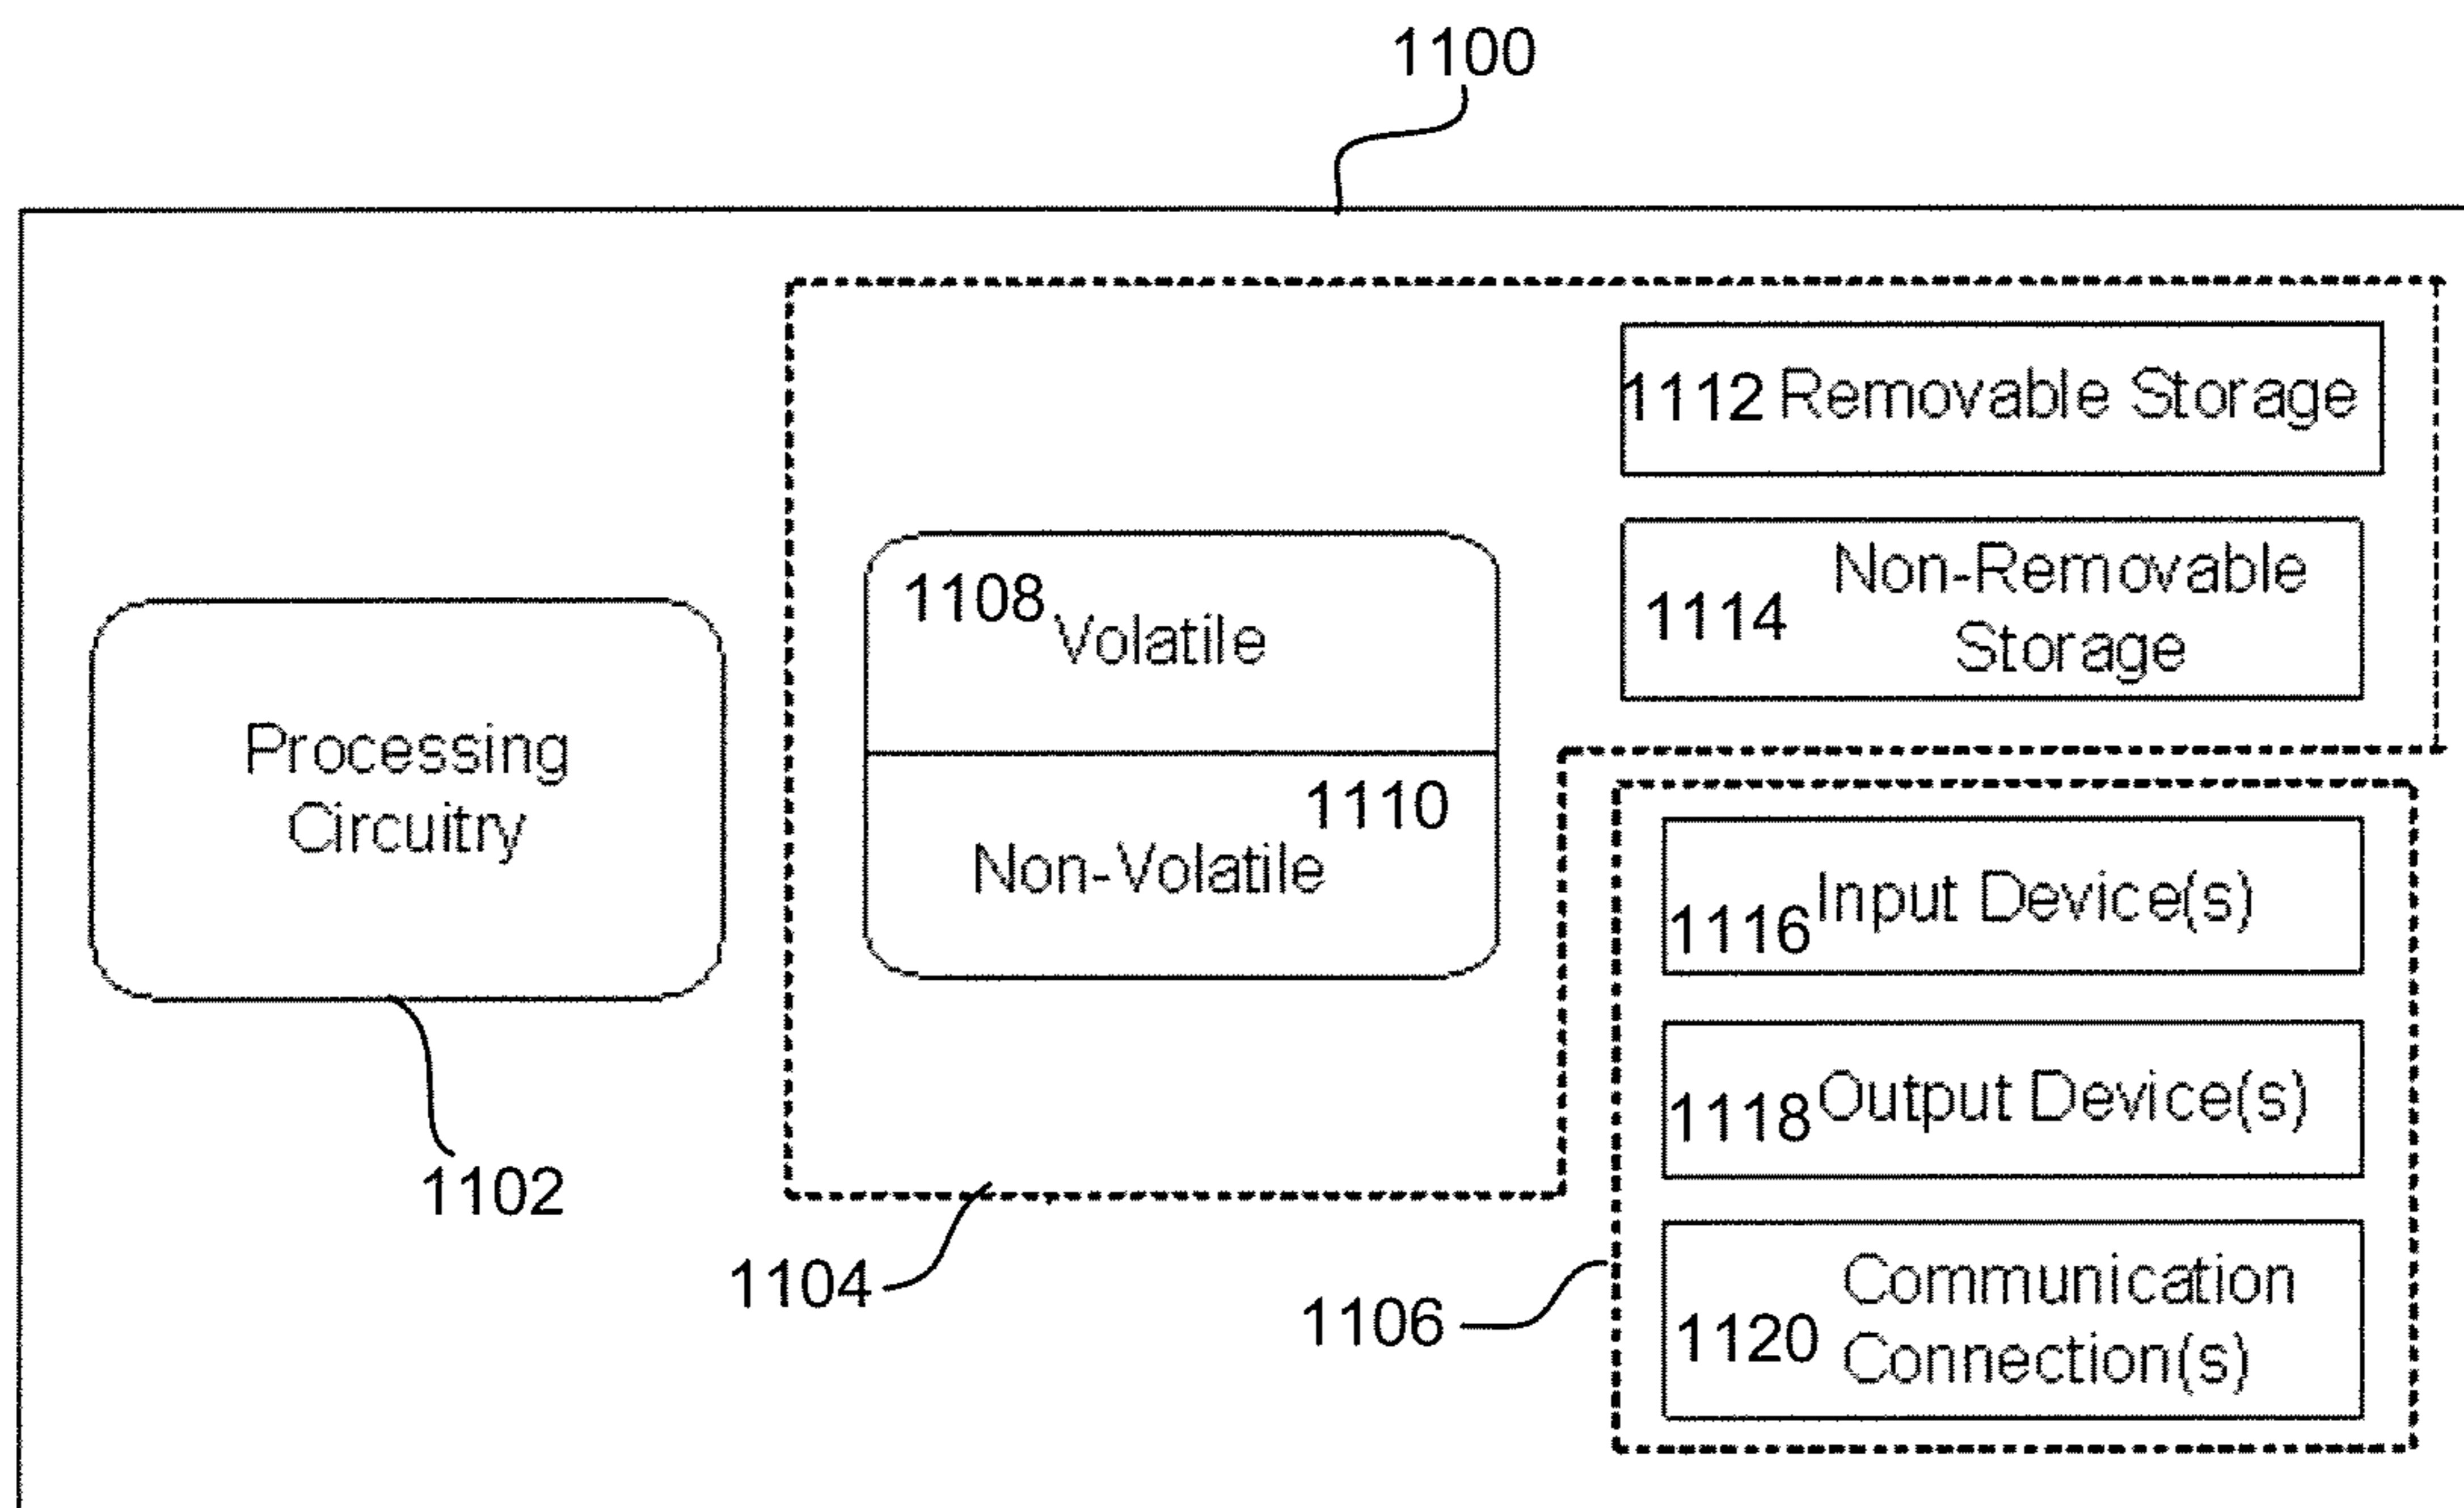 1100
1112 Removable Storage
1114 Non-Removable
Storage
1108 Volatile
1110
Non-Volatile
Processing
Circuitry
1102
1104
1116 Input Device(s)
1118 Output Device(s)
1120 Communication
Connection(s)
1106